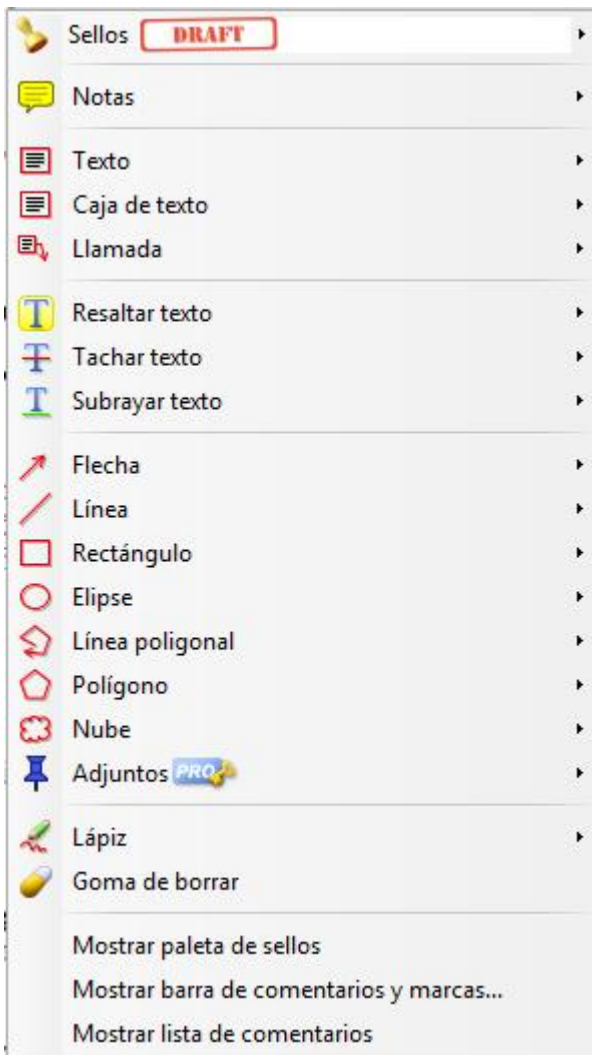 Sellos DRAFT
Notas
Texto
Caja de texto
Llamada
Resaltar texto
Tachar texto
Subrayar texto
Flecha
Línea
Rectángulo
Elipse
Línea poligonal
Polígono
Nube
Adjuntos PRO
Lápiz
Goma de borrar
Mostrar paleta de sellos
Mostrar barra de comentarios y marcas...
Mostrar lista de comentarios